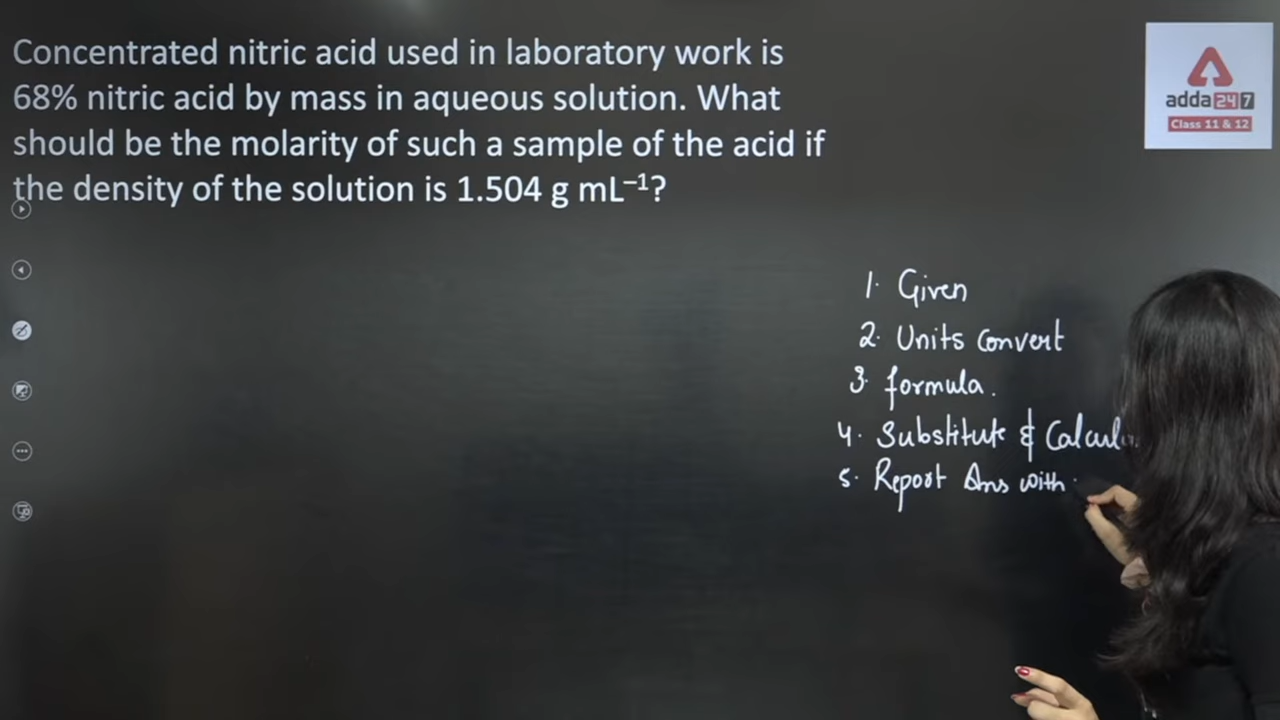 Concentrated nitric acid used in laboratory work is
68% nitric acid by mass in aqueous solution. What
should be the molarity of such a sample of the acid if
the density of the solution is 1.504 g mL⁻¹?
adda247
Class 11 & 12
1. Given
2. Units Convert
3. formula.
4. Substitute & Calcul
5. Report Ans with